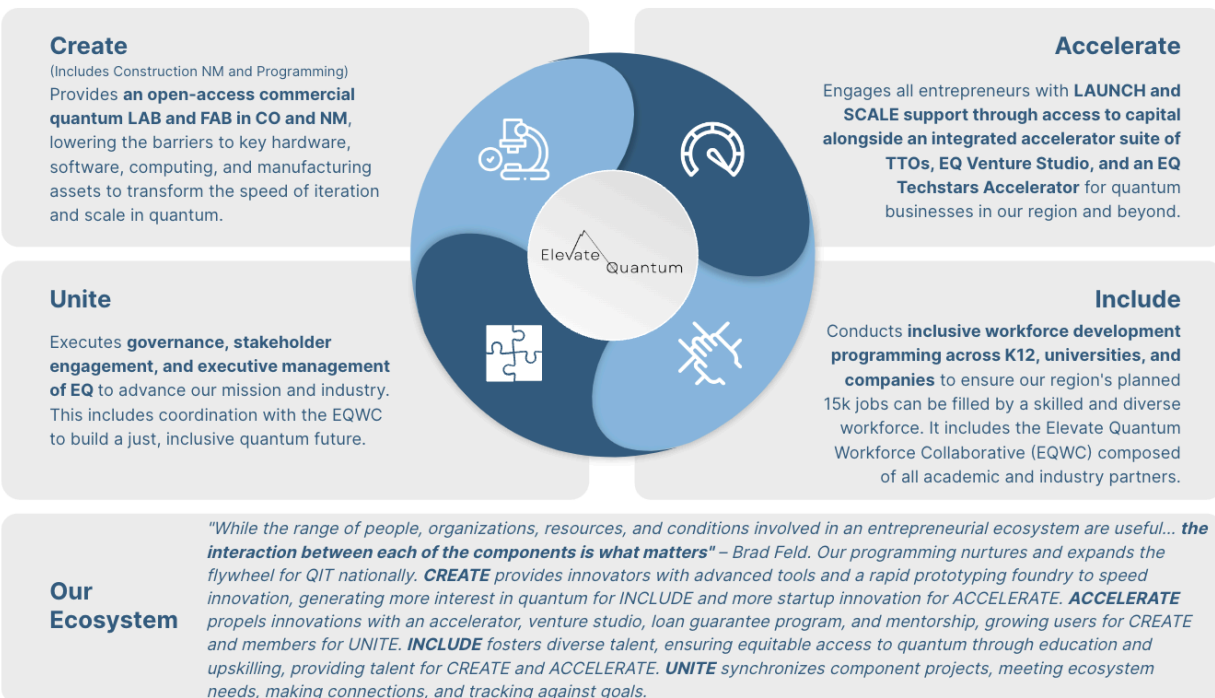 Create
(Includes Construction NM and Programming)
Provides an open-access commercial
quantum LAB and FAB in CO and NM,
lowering the barriers to key hardware,
software, computing, and manufacturing
assets to transform the speed of iteration
and scale in quantum.
Accelerate
Engages all entrepreneurs with LAUNCH and
SCALE support through access to capital
alongside an integrated accelerator suite of
TTOs, EQ Venture Studio, and an EQ
Techstars Accelerator for quantum
businesses in our region and beyond.
Elevate
Quantum
Unite
Executes governance, stakeholder
engagement, and executive management
of EQ to advance our mission and industry.
This includes coordination with the EQWC
to build a just, inclusive quantum future.
Include
Conducts inclusive workforce development
programming across K12, universities, and
companies to ensure our region's planned
15k jobs can be filled by a skilled and diverse
workforce. It includes the Elevate Quantum
Workforce Collaborative (EQWC) composed
of all academic and industry partners.
Our
Ecosystem
"While the range of people, organizations, resources, and conditions involved in an entrepreneurial ecosystem are useful... the
interaction between each of the components is what matters" – Brad Feld. Our programming nurtures and expands the
flywheel for QIT nationally. CREATE provides innovators with advanced tools and a rapid prototyping foundry to speed
innovation, generating more interest in quantum for INCLUDE and more startup innovation for ACCELERATE. ACCELERATE
propels innovations with an accelerator, venture studio, loan guarantee program, and mentorship, growing users for CREATE
and members for UNITE. INCLUDE fosters diverse talent, ensuring equitable access to quantum through education and
upskilling, providing talent for CREATE and ACCELERATE. UNITE synchronizes component projects, meeting ecosystem
needs, making connections, and tracking against goals.